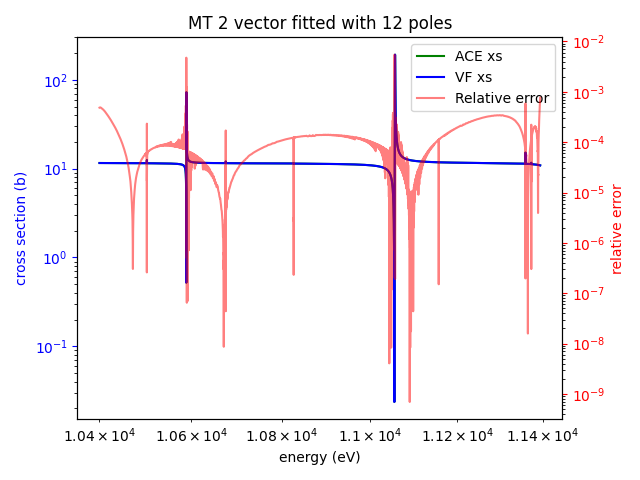 MT 2 vector fitted with 12 poles
ACE xs
VF xs
Relative error
10²
10¹
10⁰
10⁻¹
cross section (b)
10⁻²
10⁻³
10⁻⁴
10⁻⁵
10⁻⁶
10⁻⁷
10⁻⁸
10⁻⁹
relative error
1.04×10⁴ 1.06×10⁴ 1.08×10⁴ 1.1×10⁴ 1.12×10⁴ 1.14×10⁴
energy (eV)